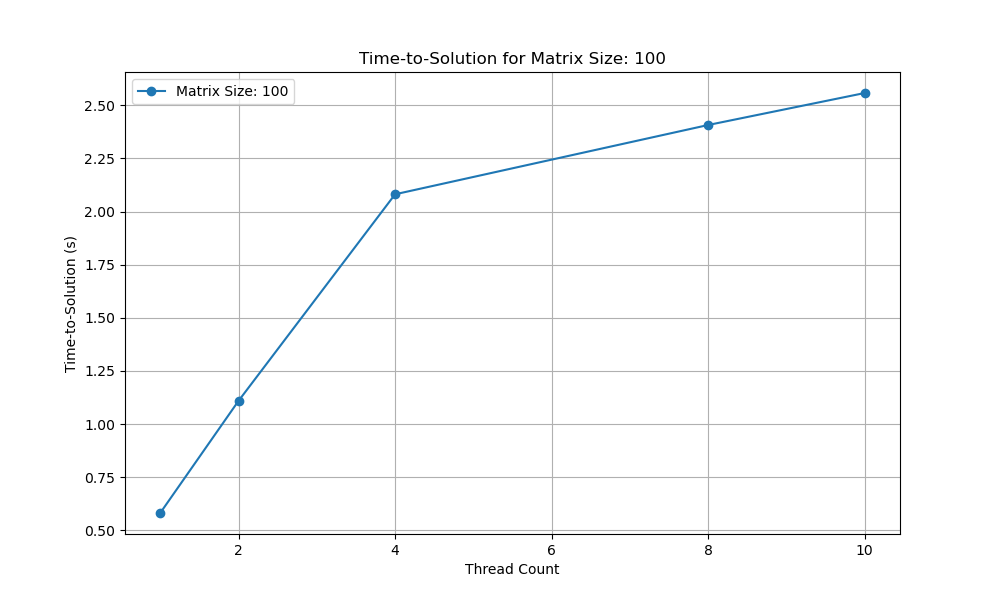 Time-to-Solution for Matrix Size: 100
Matrix Size: 100
2.50
2.25
2.00
1.75
1.50
1.25
1.00
0.75
0.50
Time-to-Solution (s)
2 4 6 8 10
Thread Count